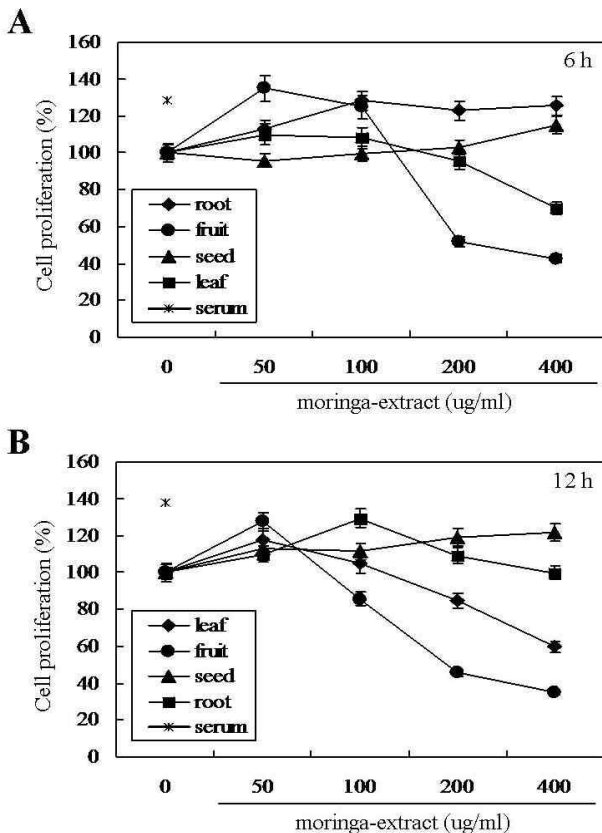 A
160
140
120
100
80
60
40
20
0
Cell proliferation (%)
6 h
root
fruit
seed
leaf
serum
0 50 100 200 400
moringa-extract (ug/ml)
B
160
140
120
100
80
60
40
20
0
Cell proliferation (%)
12 h
leaf
fruit
seed
root
serum
0 50 100 200 400
moringa-extract (ug/ml)